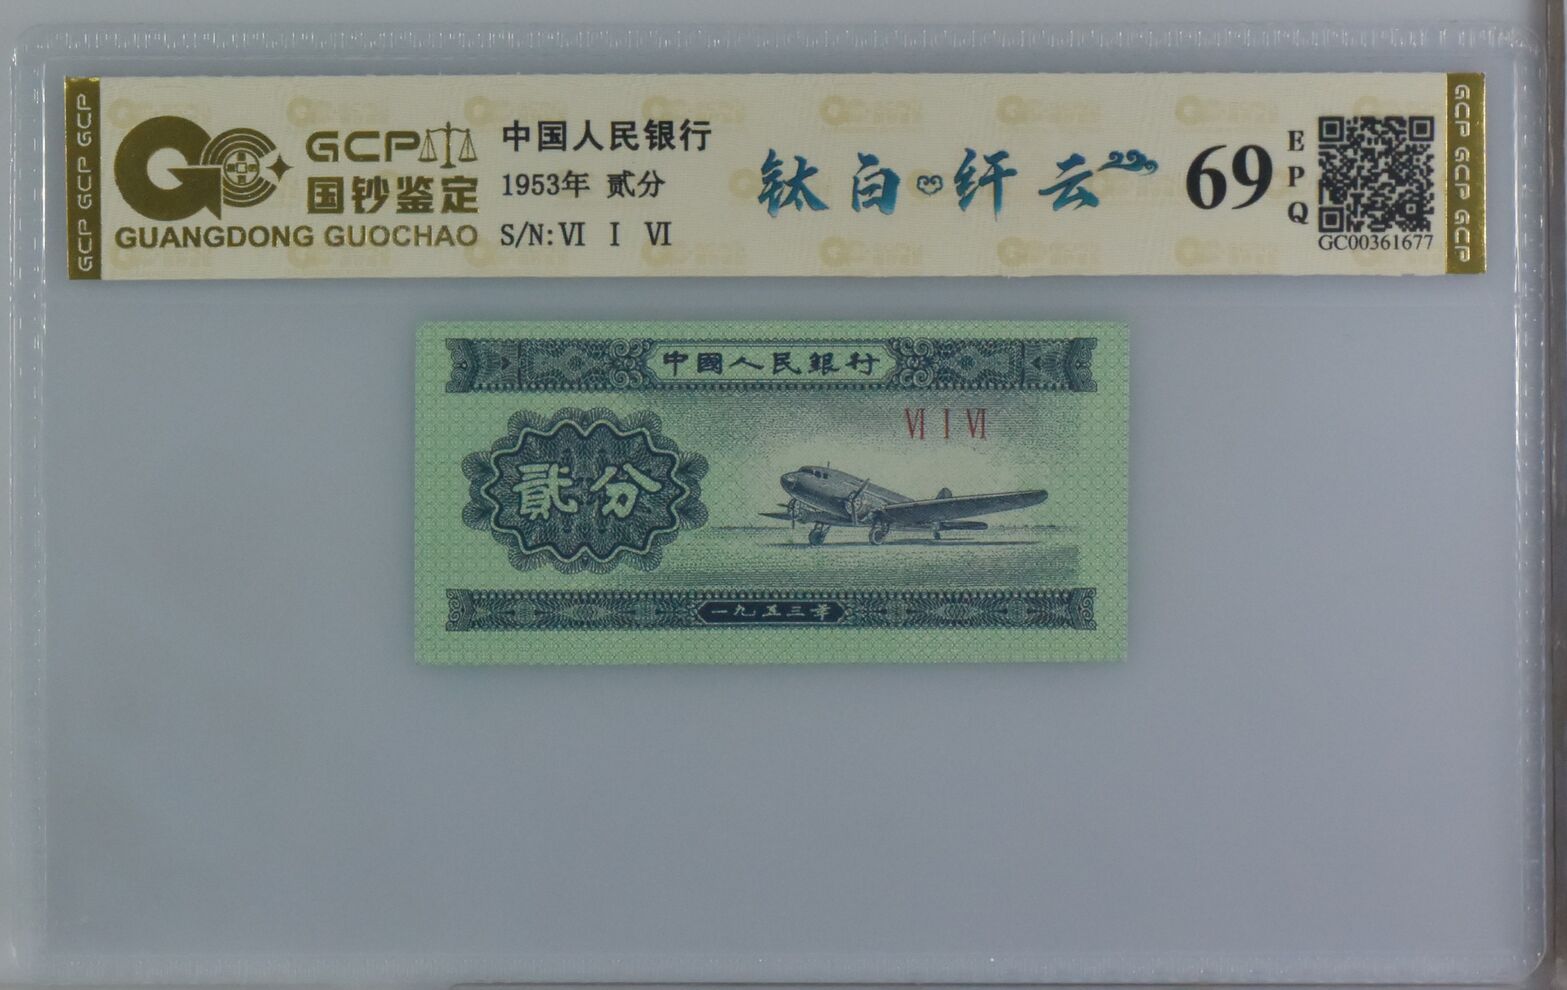 GCP GCP GCP
GCP
国钞鉴定
GUANGDONG GUOCHAO
中国人民银行
1953年 贰分
S/N: VI I VI
钛白纤云
69
EPQ
GC00361677
GCP GCP GCP
中國人民銀行
VI I VI
貳分
一九五三年